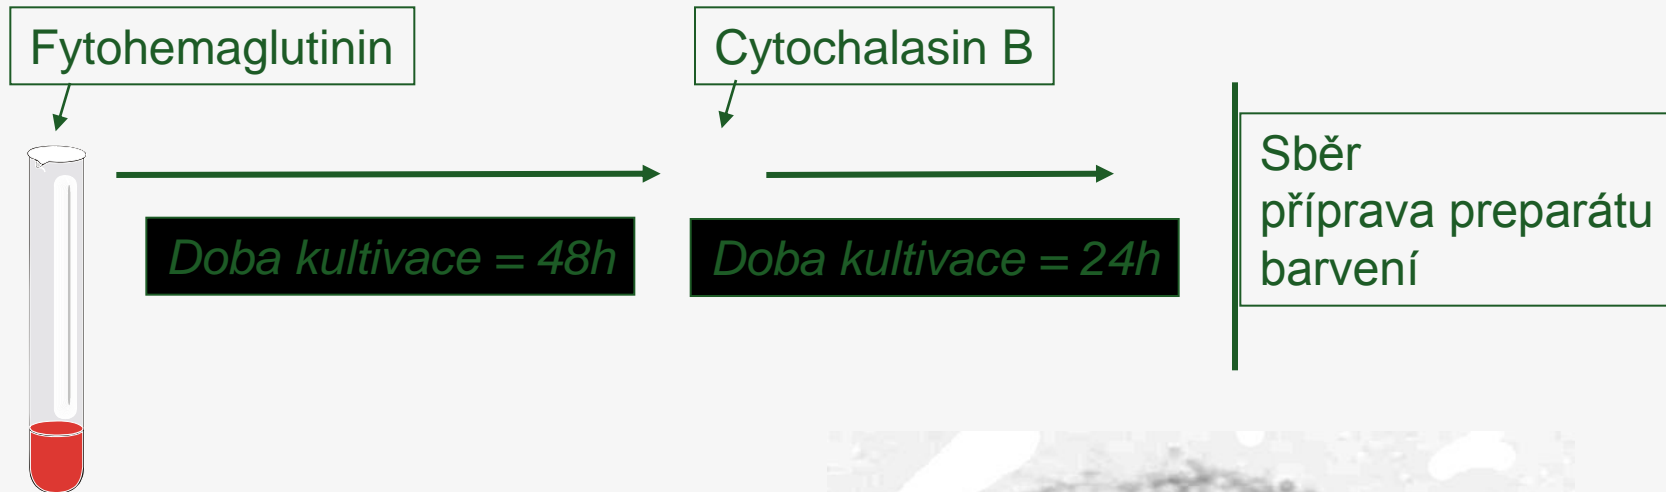 Fytohemaglutinin
Cytochalasin B
Doba kultivace = 48h
Doba kultivace = 24h
Sběr
příprava preparátu
barvení